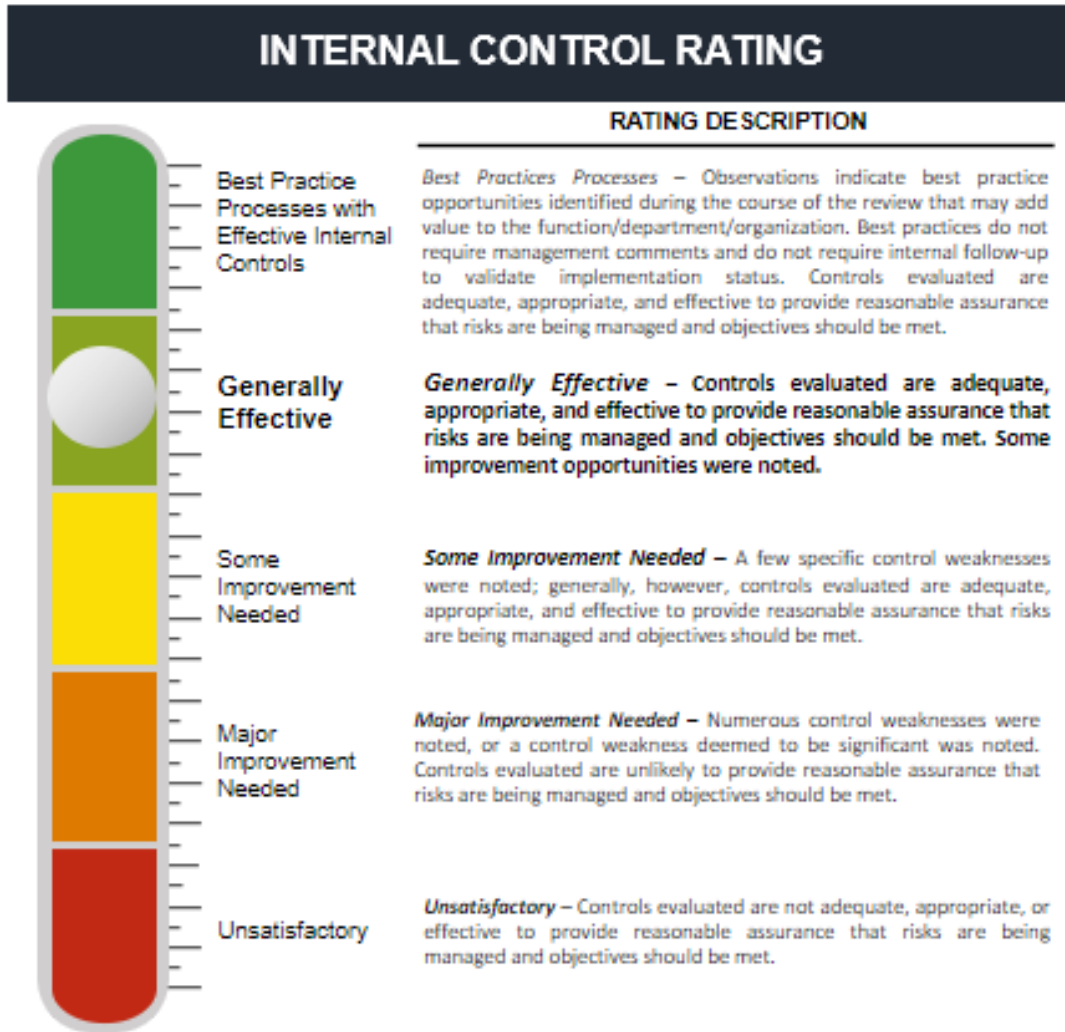 INTERNAL CONTROL RATING
RATING DESCRIPTION
Best Practice
Processes with
Effective Internal
Controls
Best Practices Processes – Observations indicate best practice
opportunities identified during the course of the review that may add
value to the function/department/organization. Best practices do not
require management comments and do not require internal follow-up
to validate implementation status. Controls evaluated are
adequate, appropriate, and effective to provide reasonable assurance
that risks are being managed and objectives should be met.
Generally
Effective
Generally Effective – Controls evaluated are adequate,
appropriate, and effective to provide reasonable assurance that
risks are being managed and objectives should be met. Some
improvement opportunities were noted.
Some
Improvement
Needed
Some Improvement Needed – A few specific control weaknesses
were noted; generally, however, controls evaluated are adequate,
appropriate, and effective to provide reasonable assurance that risks
are being managed and objectives should be met.
Major
Improvement
Needed
Major Improvement Needed – Numerous control weaknesses were
noted, or a control weakness deemed to be significant was noted.
Controls evaluated are unlikely to provide reasonable assurance that
risks are being managed and objectives should be met.
Unsatisfactory
Unsatisfactory – Controls evaluated are not adequate, appropriate, or
effective to provide reasonable assurance that risks are being
managed and objectives should be met.